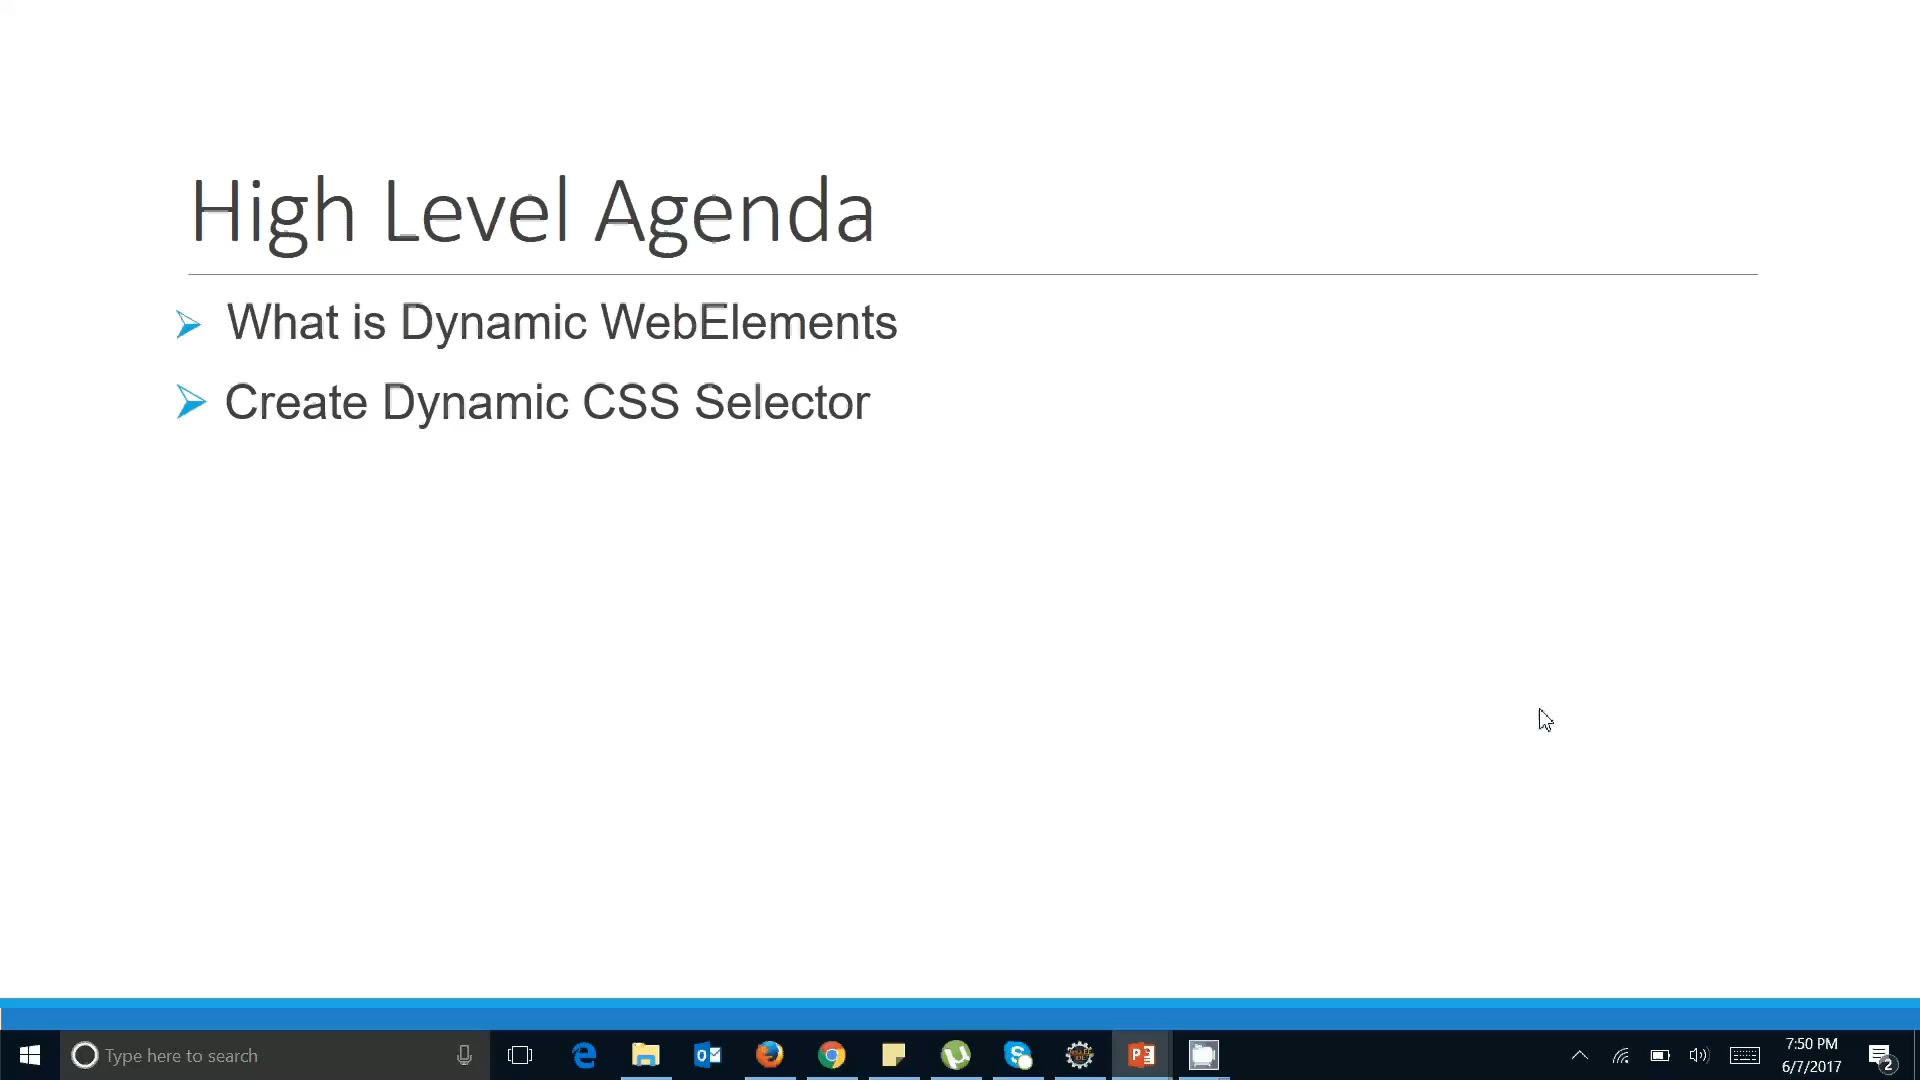 High Level Agenda
What is Dynamic WebElements
Create Dynamic CSS Selector
Type here to search
7:50 PM
6/7/2017
2